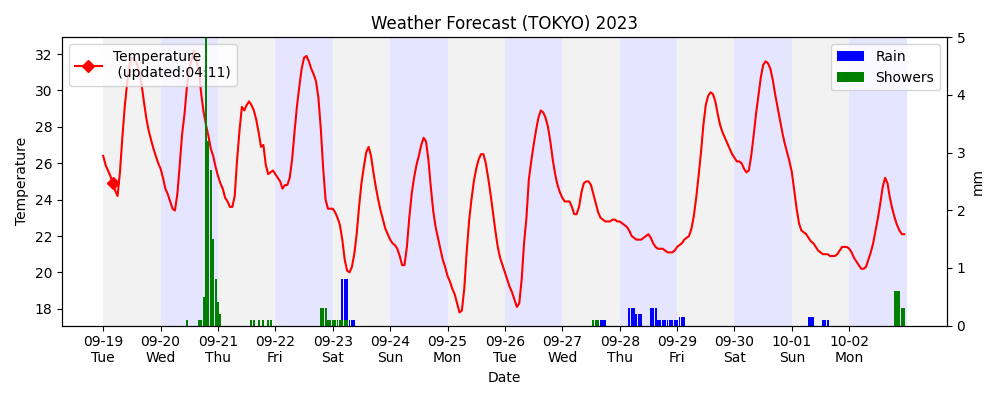 Weather Forecast (TOKYO) 2023
Temperature
(updated:04:11)
Rain
Showers
32
30
28
26
24
22
20
18
Temperature
5
4
3
2
1
0
mm
09-19 09-20 09-21 09-22 09-23 09-24 09-25 09-26 09-27 09-28 09-29 09-30 10-01 10-02
Tue Wed Thu Fri Sat Sun Mon Tue Wed Thu Fri Sat Sun Mon
Date